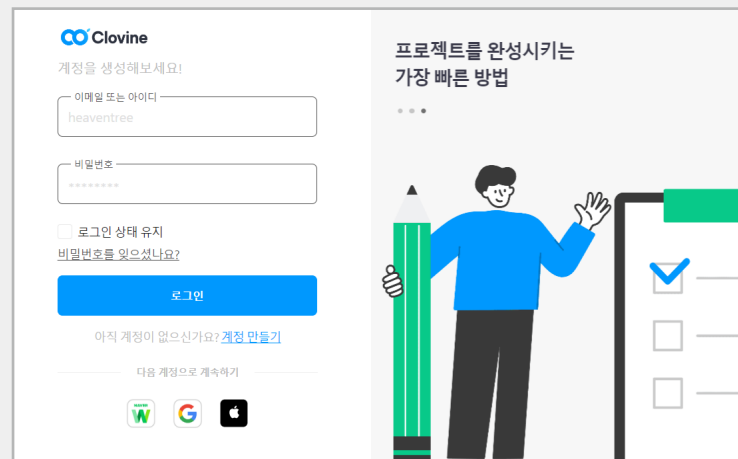 Clovine
계정을 생성해보세요!
이메일 또는 아이디
heaventree
비밀번호
********
로그인 상태 유지
비밀번호를 잊으셨나요?
로그인
아직 계정이 없으신가요? 계정 만들기
다음 계정으로 계속하기
NAVER
W
G
프로젝트를 완성시키는
가장 빠른 방법